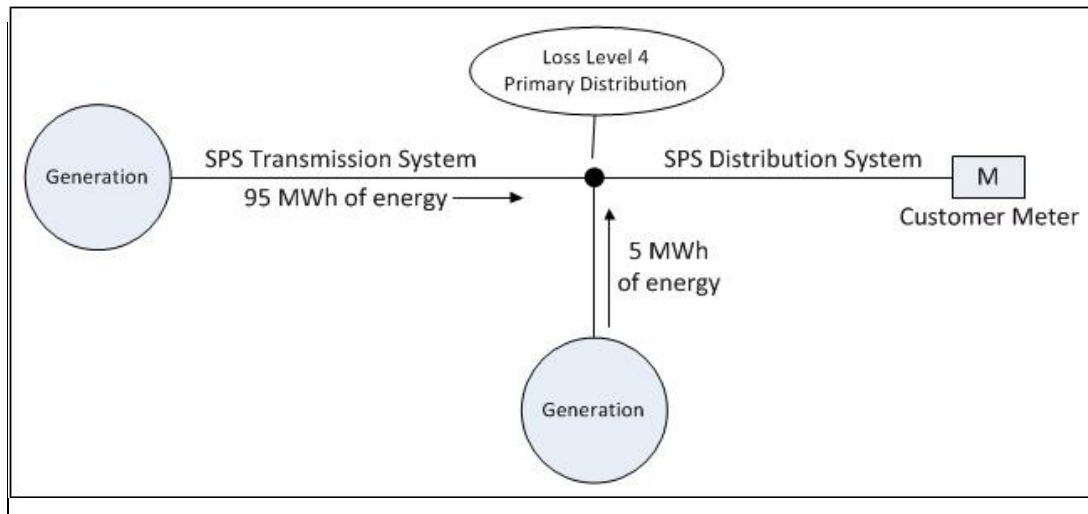 Loss Level 4
Primary Distribution
Generation
SPS Transmission System
SPS Distribution System
95 MWh of energy
M
Customer Meter
5 MWh
of energy
Generation